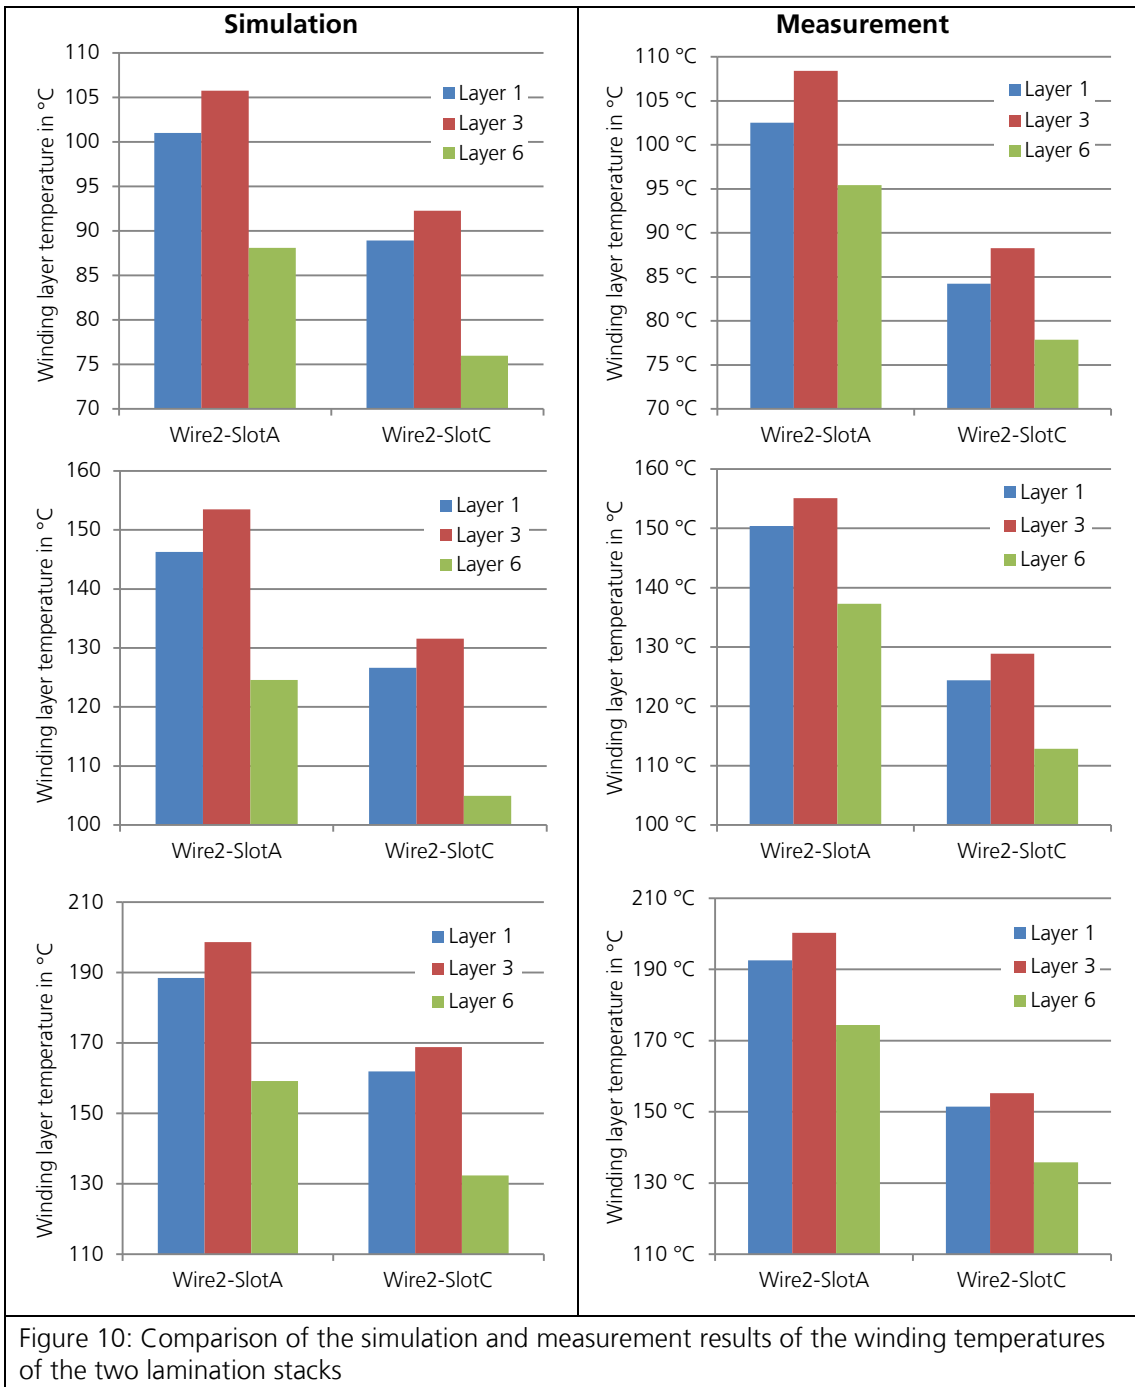 Simulation
Winding layer temperature in °C
110
105
100
95
90
85
80
75
70
Layer 1
Layer 3
Layer 6
Wire2-SlotA
Wire2-SlotC
Winding layer temperature in °C
160
150
140
130
120
110
100
Layer 1
Layer 3
Layer 6
Wire2-SlotA
Wire2-SlotC
Winding layer temperature in °C
210
190
170
150
130
110
Layer 1
Layer 3
Layer 6
Wire2-SlotA
Wire2-SlotC
Measurement
Winding layer temperature in °C
110 °C
105 °C
100 °C
95 °C
90 °C
85 °C
80 °C
75 °C
70 °C
Layer 1
Layer 3
Layer 6
Wire2-SlotA
Wire2-SlotC
Winding layer temperature in °C
160 °C
150 °C
140 °C
130 °C
120 °C
110 °C
100 °C
Layer 1
Layer 3
Layer 6
Wire2-SlotA
Wire2-SlotC
Winding layer temperature in °C
210 °C
190 °C
170 °C
150 °C
130 °C
110 °C
Layer 1
Layer 3
Layer 6
Wire2-SlotA
Wire2-SlotC
Figure 10: Comparison of the simulation and measurement results of the winding temperatures
of the two lamination stacks